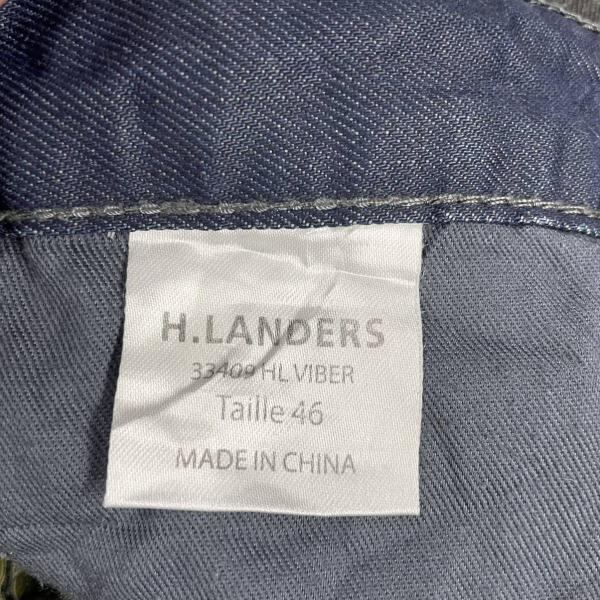 H.LANDERS
33409 HL VIBER
Taille 46
MADE IN CHINA